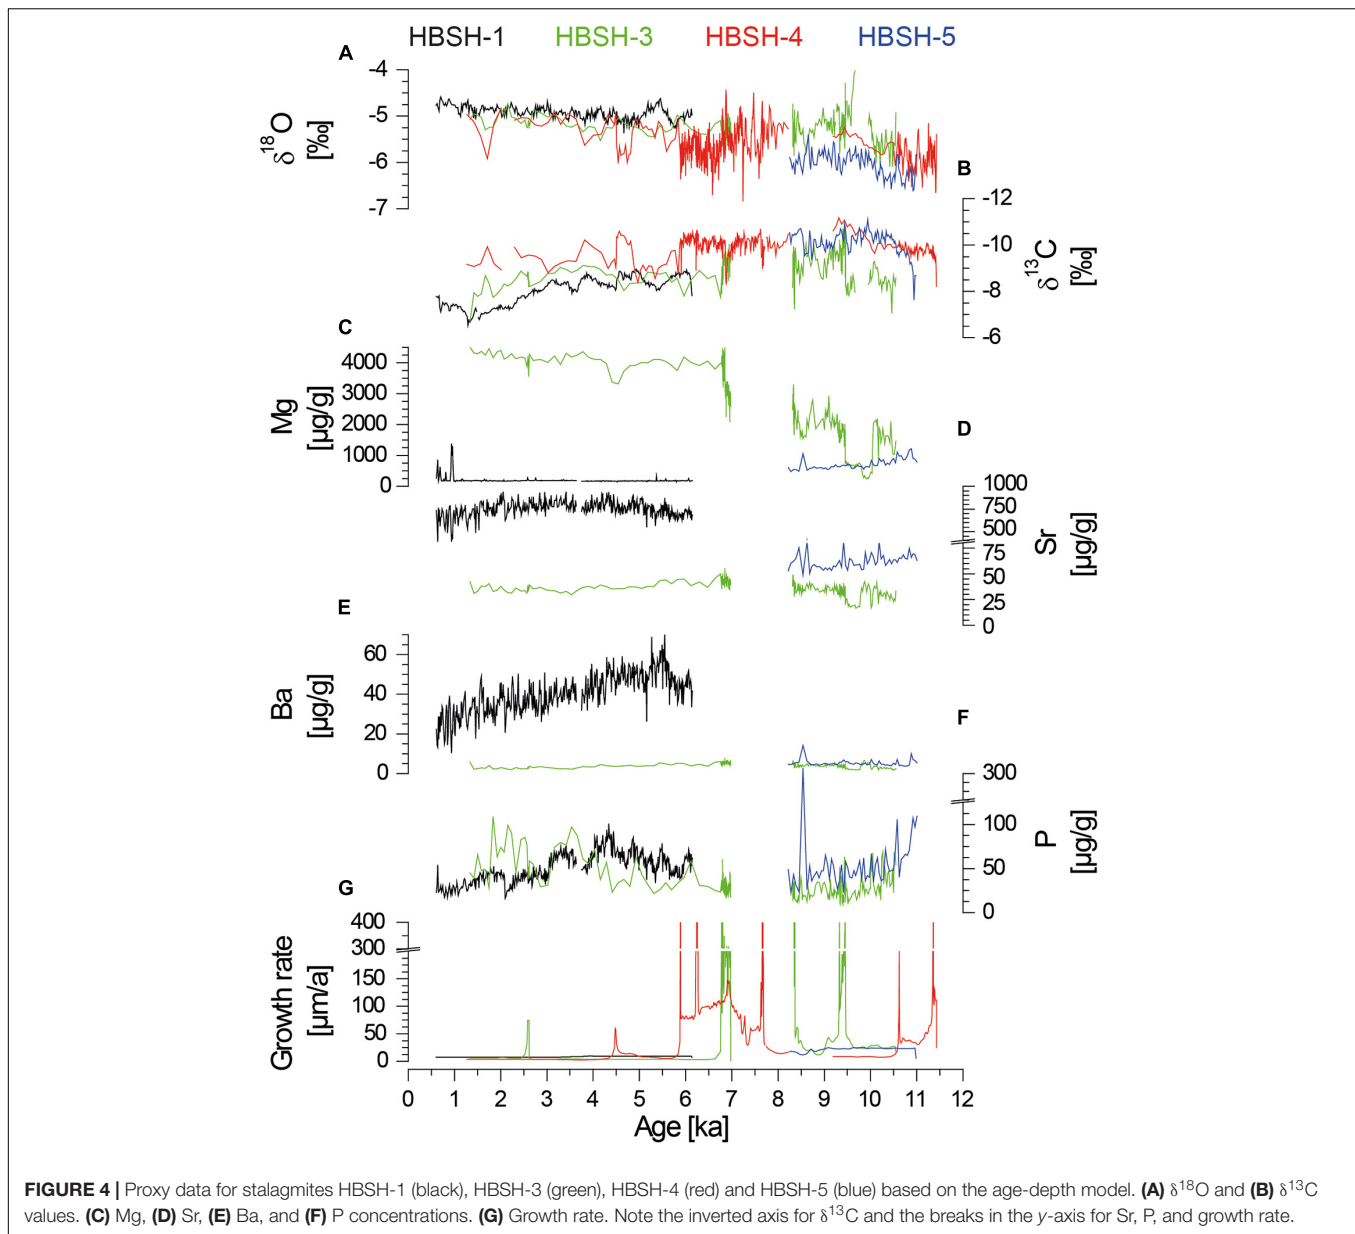 HBSH-1 HBSH-3 HBSH-4 HBSH-5
A
-4
-5
-6
-7
δ18O
[‰]
B
-12
-10
-8
-6
δ13C
[‰]
C
4000
3000
2000
1000
0
Mg
[µg/g]
D
1000
750
500
75
50
25
0
Sr
[µg/g]
E
60
40
20
0
Ba
[µg/g]
F
300
100
50
0
P
[µg/g]
G
400
300
150
100
50
0
Growth rate
[µm/a]
0 1 2 3 4 5 6 7 8 9 10 11 12
Age [ka]
FIGURE 4 | Proxy data for stalagmites HBSH-1 (black), HBSH-3 (green), HBSH-4 (red) and HBSH-5 (blue) based on the age-depth model. (A) δ18O and (B) δ13C
values. (C) Mg, (D) Sr, (E) Ba, and (F) P concentrations. (G) Growth rate. Note the inverted axis for δ13C and the breaks in the y-axis for Sr, P, and growth rate.